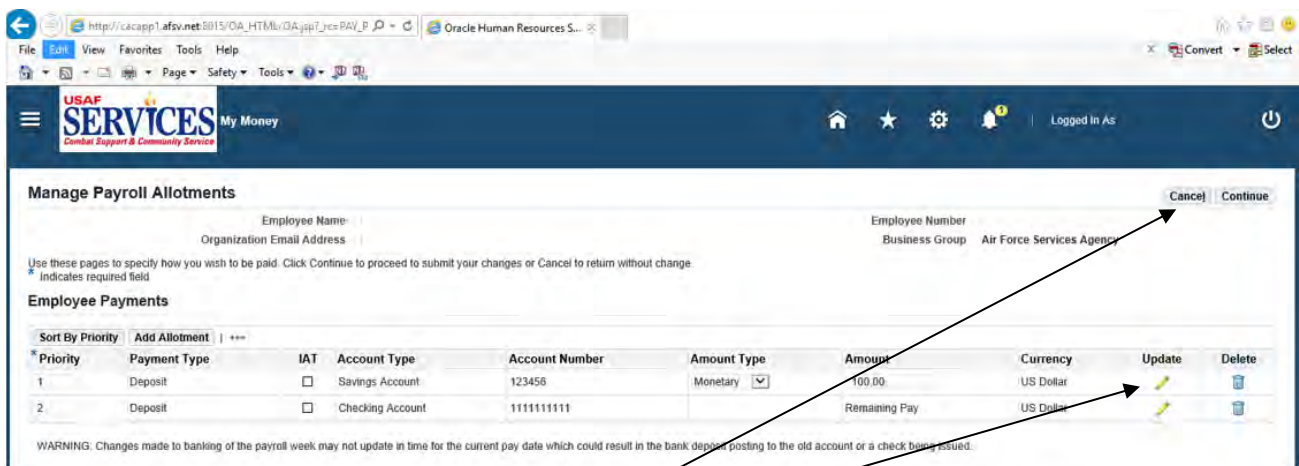 http://cacapp1.afsv.net:8015/OA_HTML/OA.jsp?_rc=PAY_P
Oracle Human Resources S...
File Edit View Favorites Tools Help
Convert Select
Page Safety Tools
USAF
SERVICES
Combat Support & Community Service
My Money
1
Logged In As
Manage Payroll Allotments
Cancel Continue
Employee Name Employee Number
Organization Email Address Business Group Air Force Services Agency
Use these pages to specify how you wish to be paid. Click Continue to proceed to submit your changes or Cancel to return without change.
* Indicates required field
Employee Payments
Sort By Priority Add Allotment | •••
* Priority Payment Type IAT Account Type Account Number Amount Type Amount Currency Update Delete
1 Deposit Savings Account 123456 Monetary 100.00 US Dollar
2 Deposit Checking Account 1111111111 Remaining Pay US Dollar
WARNING: Changes made to banking of the payroll week may not update in time for the current pay date which could result in the bank deposit posting to the old account or a check being issued.